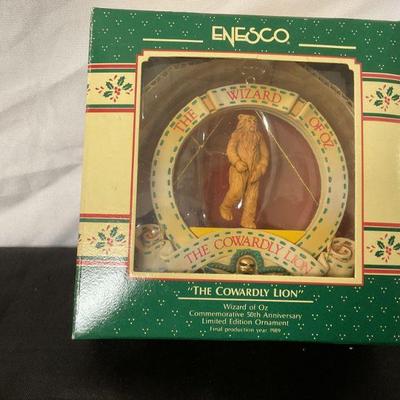 ENESCO
THE WIZARD OF OZ
THE COWARDLY LION
"THE COWARDLY LION"
Wizard of Oz
Commemorative 50th Anniversary
Limited Edition Ornament
Final production year 1989